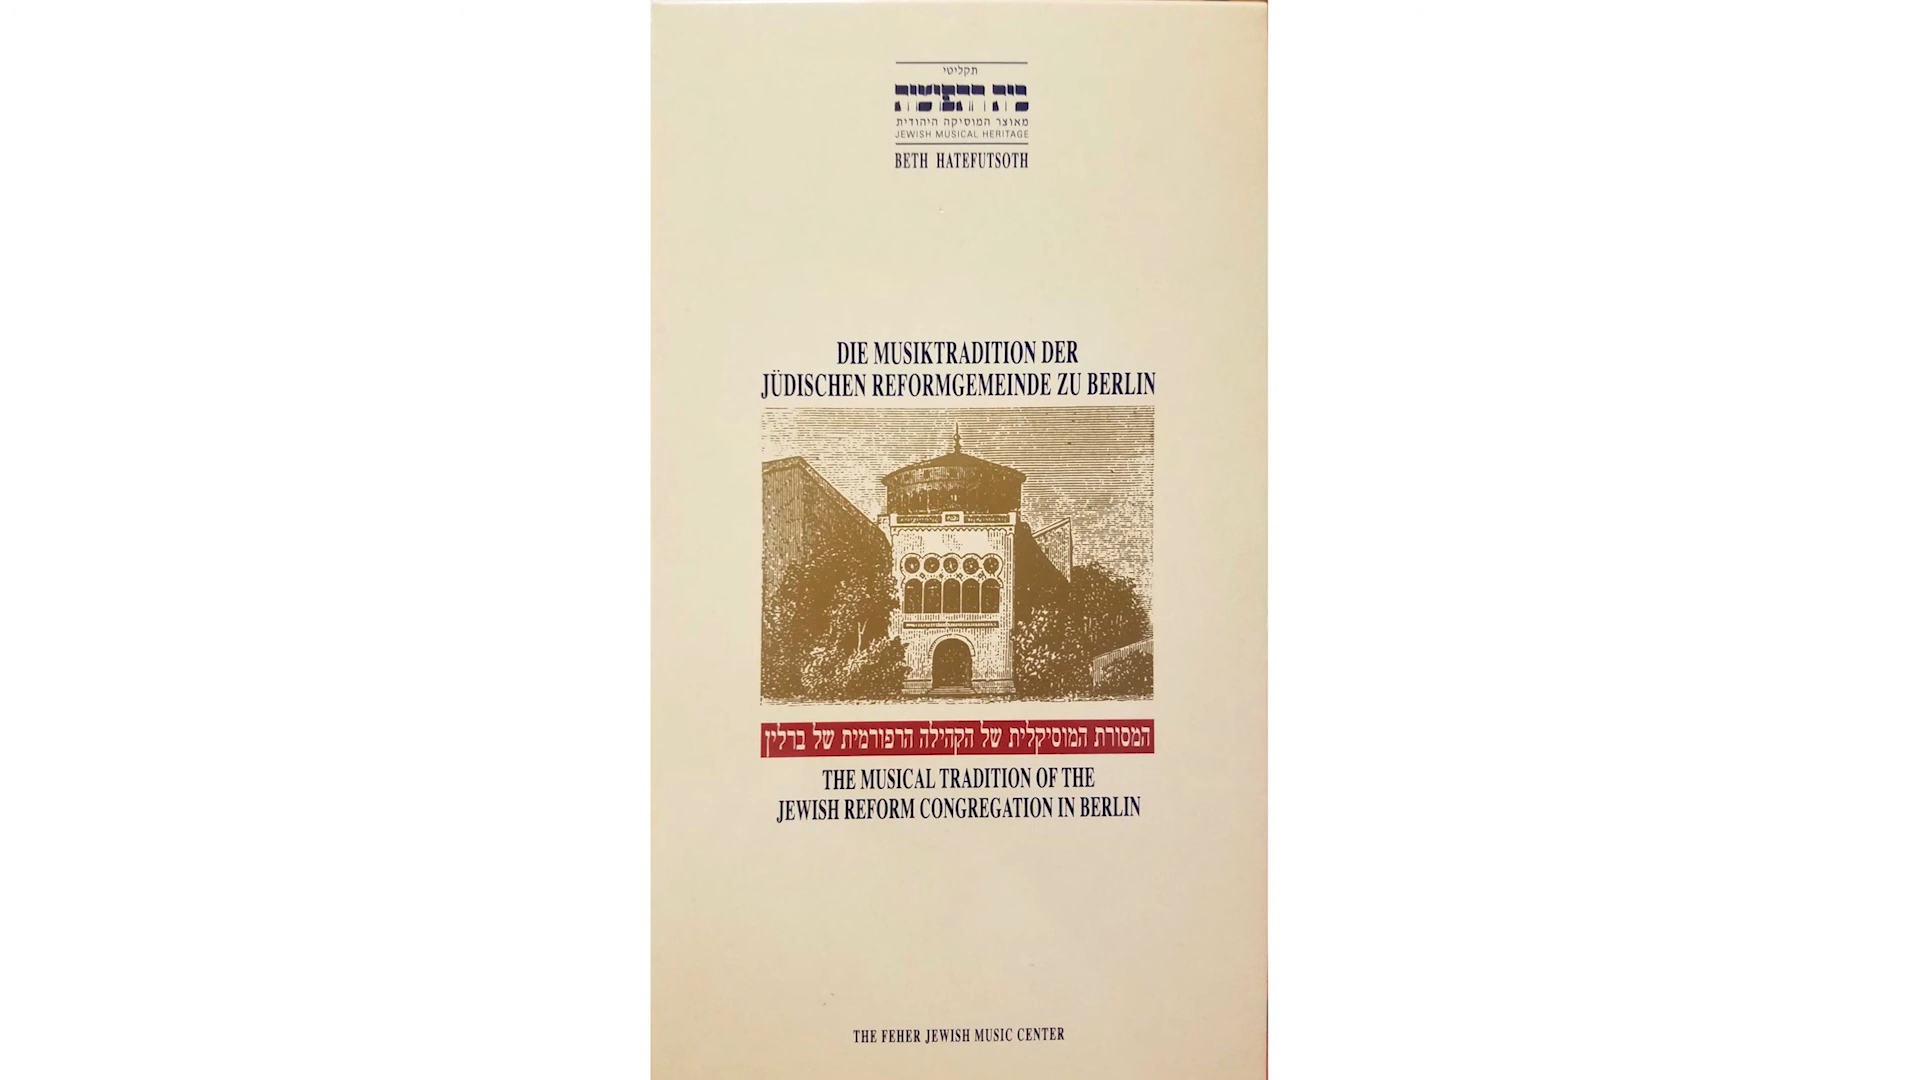 תקליטי
בית התפוצות
מאוצר המוסיקה היהודית
JEWISH MUSICAL HERITAGE
BETH HATEFUTSOTH
DIE MUSIKTRADITION DER
JÜDISCHEN REFORMGEMEINDE ZU BERLIN
המסורת המוסיקלית של הקהילה הרפורמית של ברלין
THE MUSICAL TRADITION OF THE
JEWISH REFORM CONGREGATION IN BERLIN
THE FEHER JEWISH MUSIC CENTER